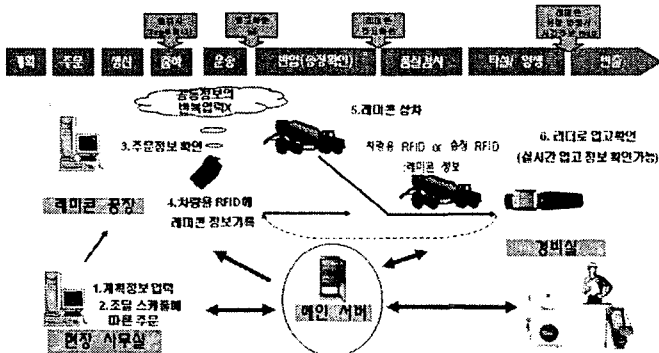 계획
주문
생산
출하
운송
반입(송장확인)
품질검사
타설/양생
반출
공통정보의
반복입력X
3.주문정보 확인
5.레미콘 상차
차량용 RFID or 송장 RFID
레미콘 정보
6. 리더로 입고확인
(실시간 입고 정보 확인가능)
레미콘 공장
4.차량용 RFID에
레미콘 정보기록
경비실
1.계획정보 입력
2.조달 스케쥴에
따른 주문
현장 사무실
메인 서버